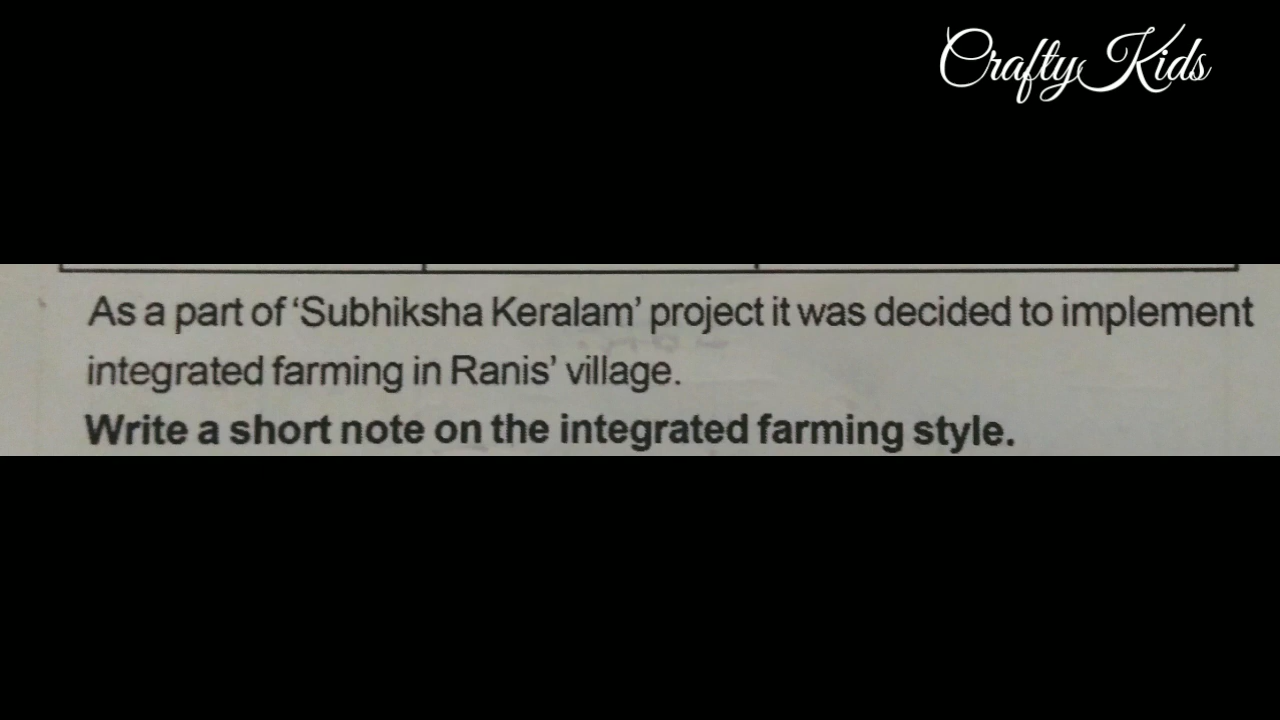 Crafty Kids
As a part of ‘Subhiksha Keralam’ project it was decided to implement
integrated farming in Ranis’ village.
Write a short note on the integrated farming style.